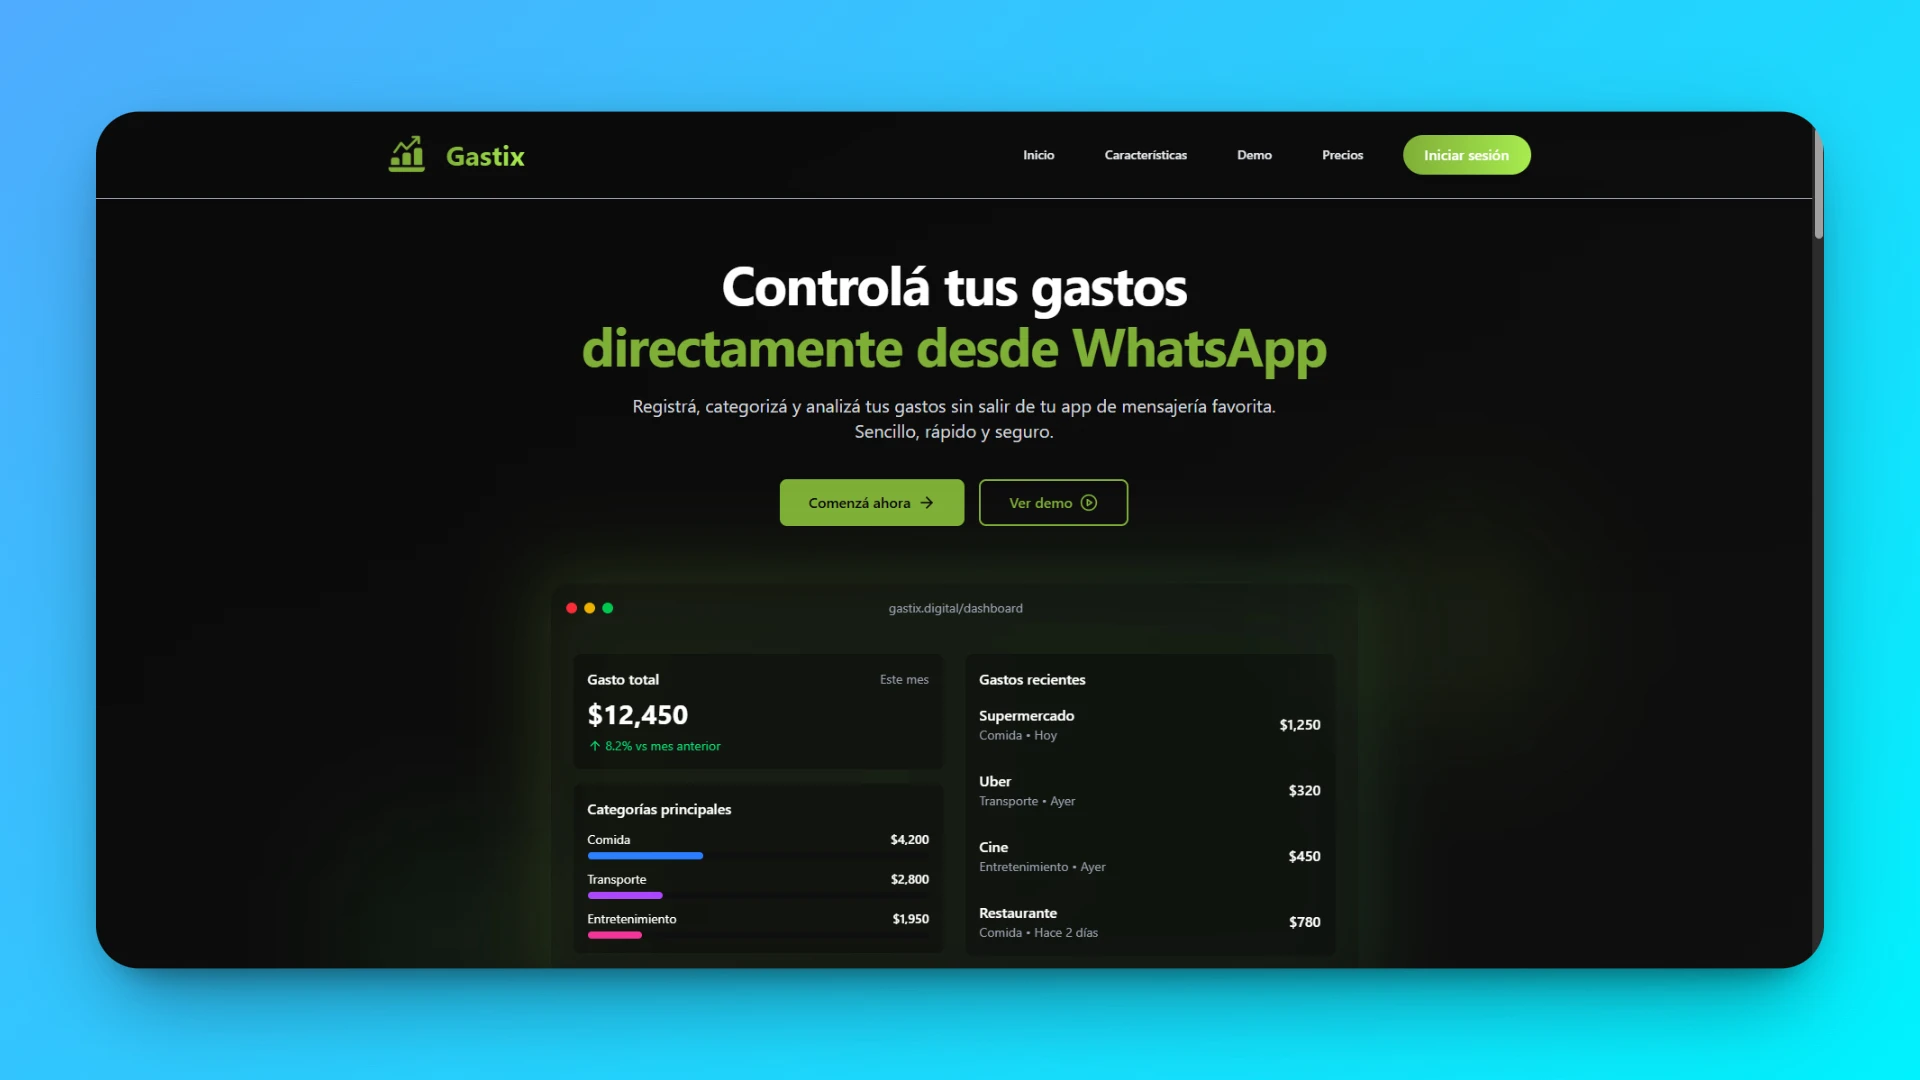 Gastix
Inicio
Características
Demo
Precios
Iniciar sesión
Controlá tus gastos
directamente desde WhatsApp
Registrá, categorizá y analizá tus gastos sin salir de tu app de mensajería favorita.
Sencillo, rápido y seguro.
Comenzá ahora →
Ver demo
gastix.digital/dashboard
Gasto total
Este mes
$12,450
↑ 8.2% vs mes anterior
Categorías principales
Comida $4,200
Transporte $2,800
Entretenimiento $1,950
Gastos recientes
Supermercado
Comida • Hoy
$1,250
Uber
Transporte • Ayer
$320
Cine
Entretenimiento • Ayer
$450
Restaurante
Comida • Hace 2 días
$780